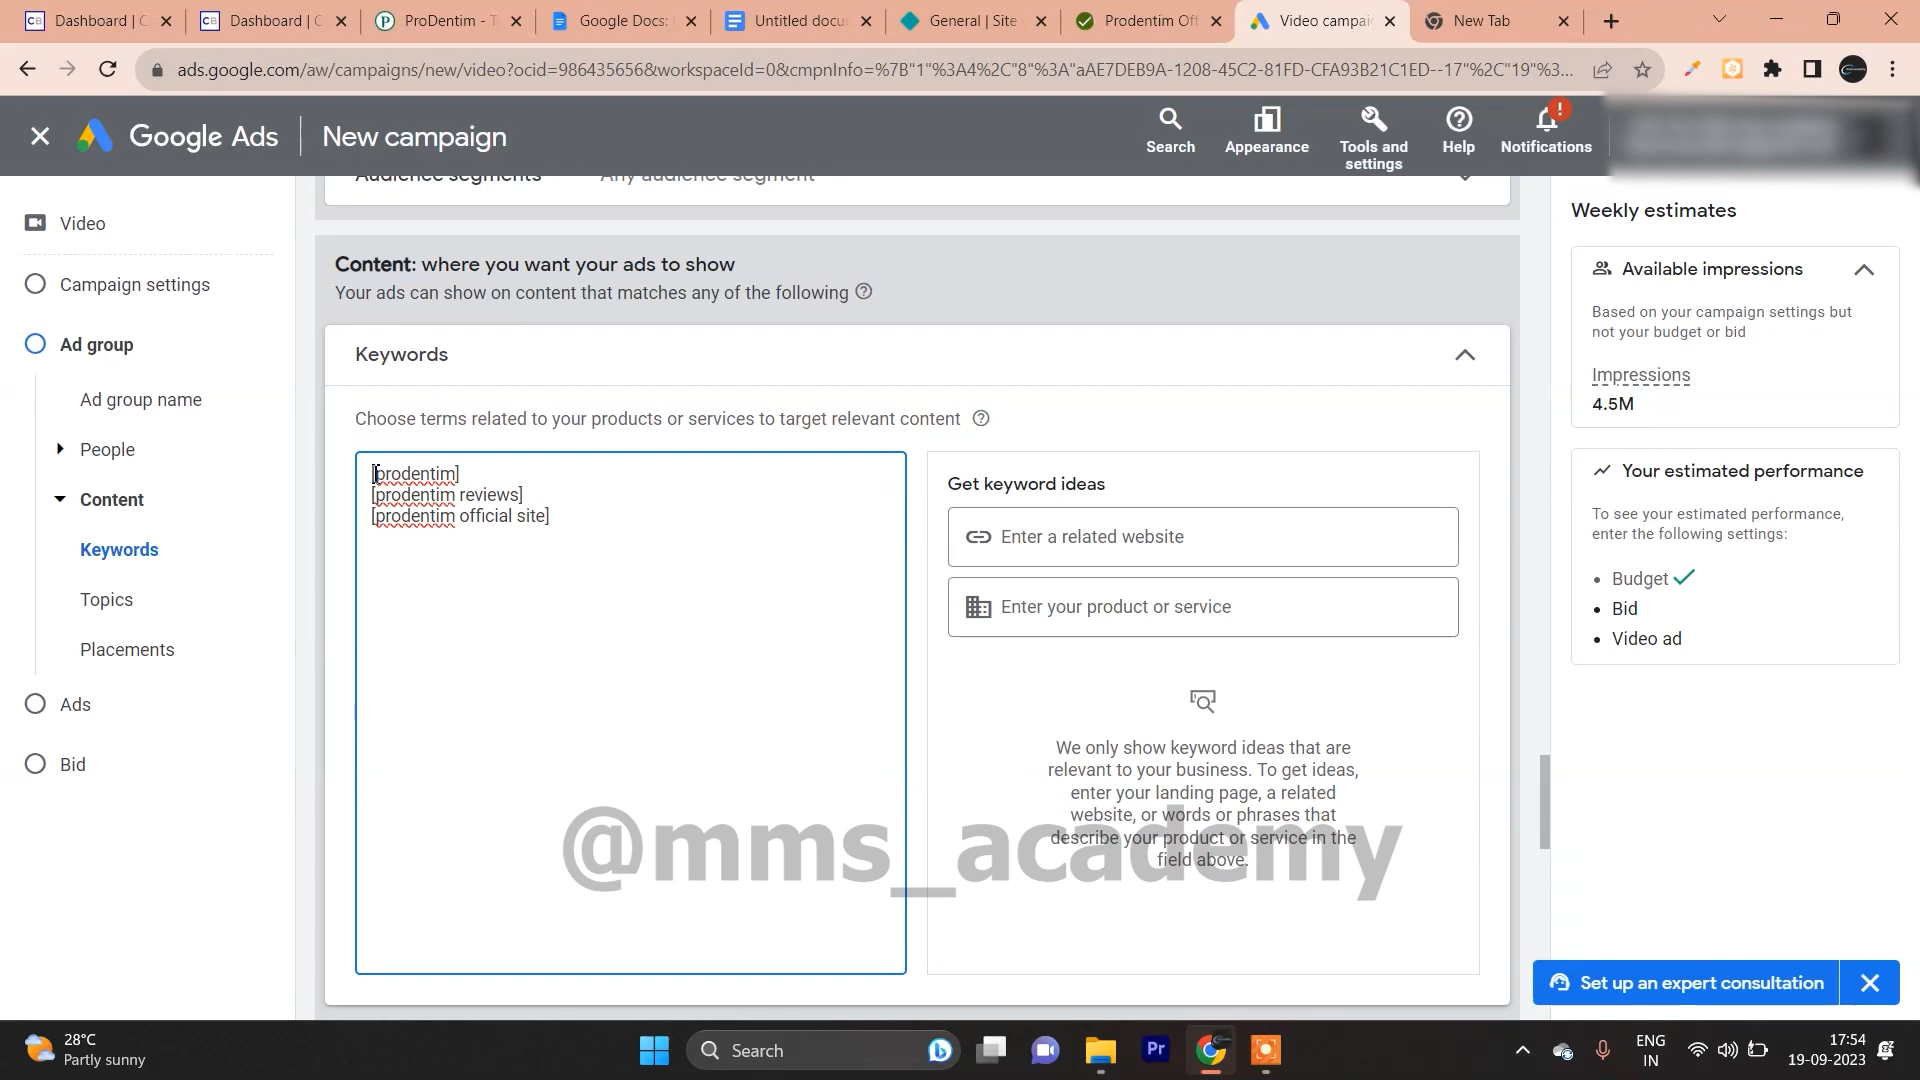 Dashboard | C
Dashboard | C
ProDentim - T
Google Docs:
Untitled docu
General | Site
Prodentim Off
Video campai
New Tab
ads.google.com/aw/campaigns/new/video?ocid=986435656&workspaceId=0&cmpnInfo=%7B"1"%3A4%2C"8"%3A"aAE7DEB9A-1208-45C2-81FD-CFA93B21C1ED--17"%2C"19"%3...
Google Ads
New campaign
Search
Appearance
Tools and
settings
Help
Notifications
Video
Campaign settings
Ad group
Ad group name
People
Content
Keywords
Topics
Placements
Ads
Bid
Audience segments
Any audience segment
Content: where you want your ads to show
Your ads can show on content that matches any of the following
Keywords
Choose terms related to your products or services to target relevant content
[prodentim]
[prodentim reviews]
[prodentim official site]
Get keyword ideas
Enter a related website
Enter your product or service
We only show keyword ideas that are
relevant to your business. To get ideas,
enter your landing page, a related
website, or words or phrases that
describe your product or service in the
field above.
@mms_academy
Weekly estimates
Available impressions
Based on your campaign settings but
not your budget or bid
Impressions
4.5M
Your estimated performance
To see your estimated performance,
enter the following settings:
• Budget
• Bid
• Video ad
Set up an expert consultation
28°C
Partly sunny
Search
Pr
ENG
IN
17:54
19-09-2023